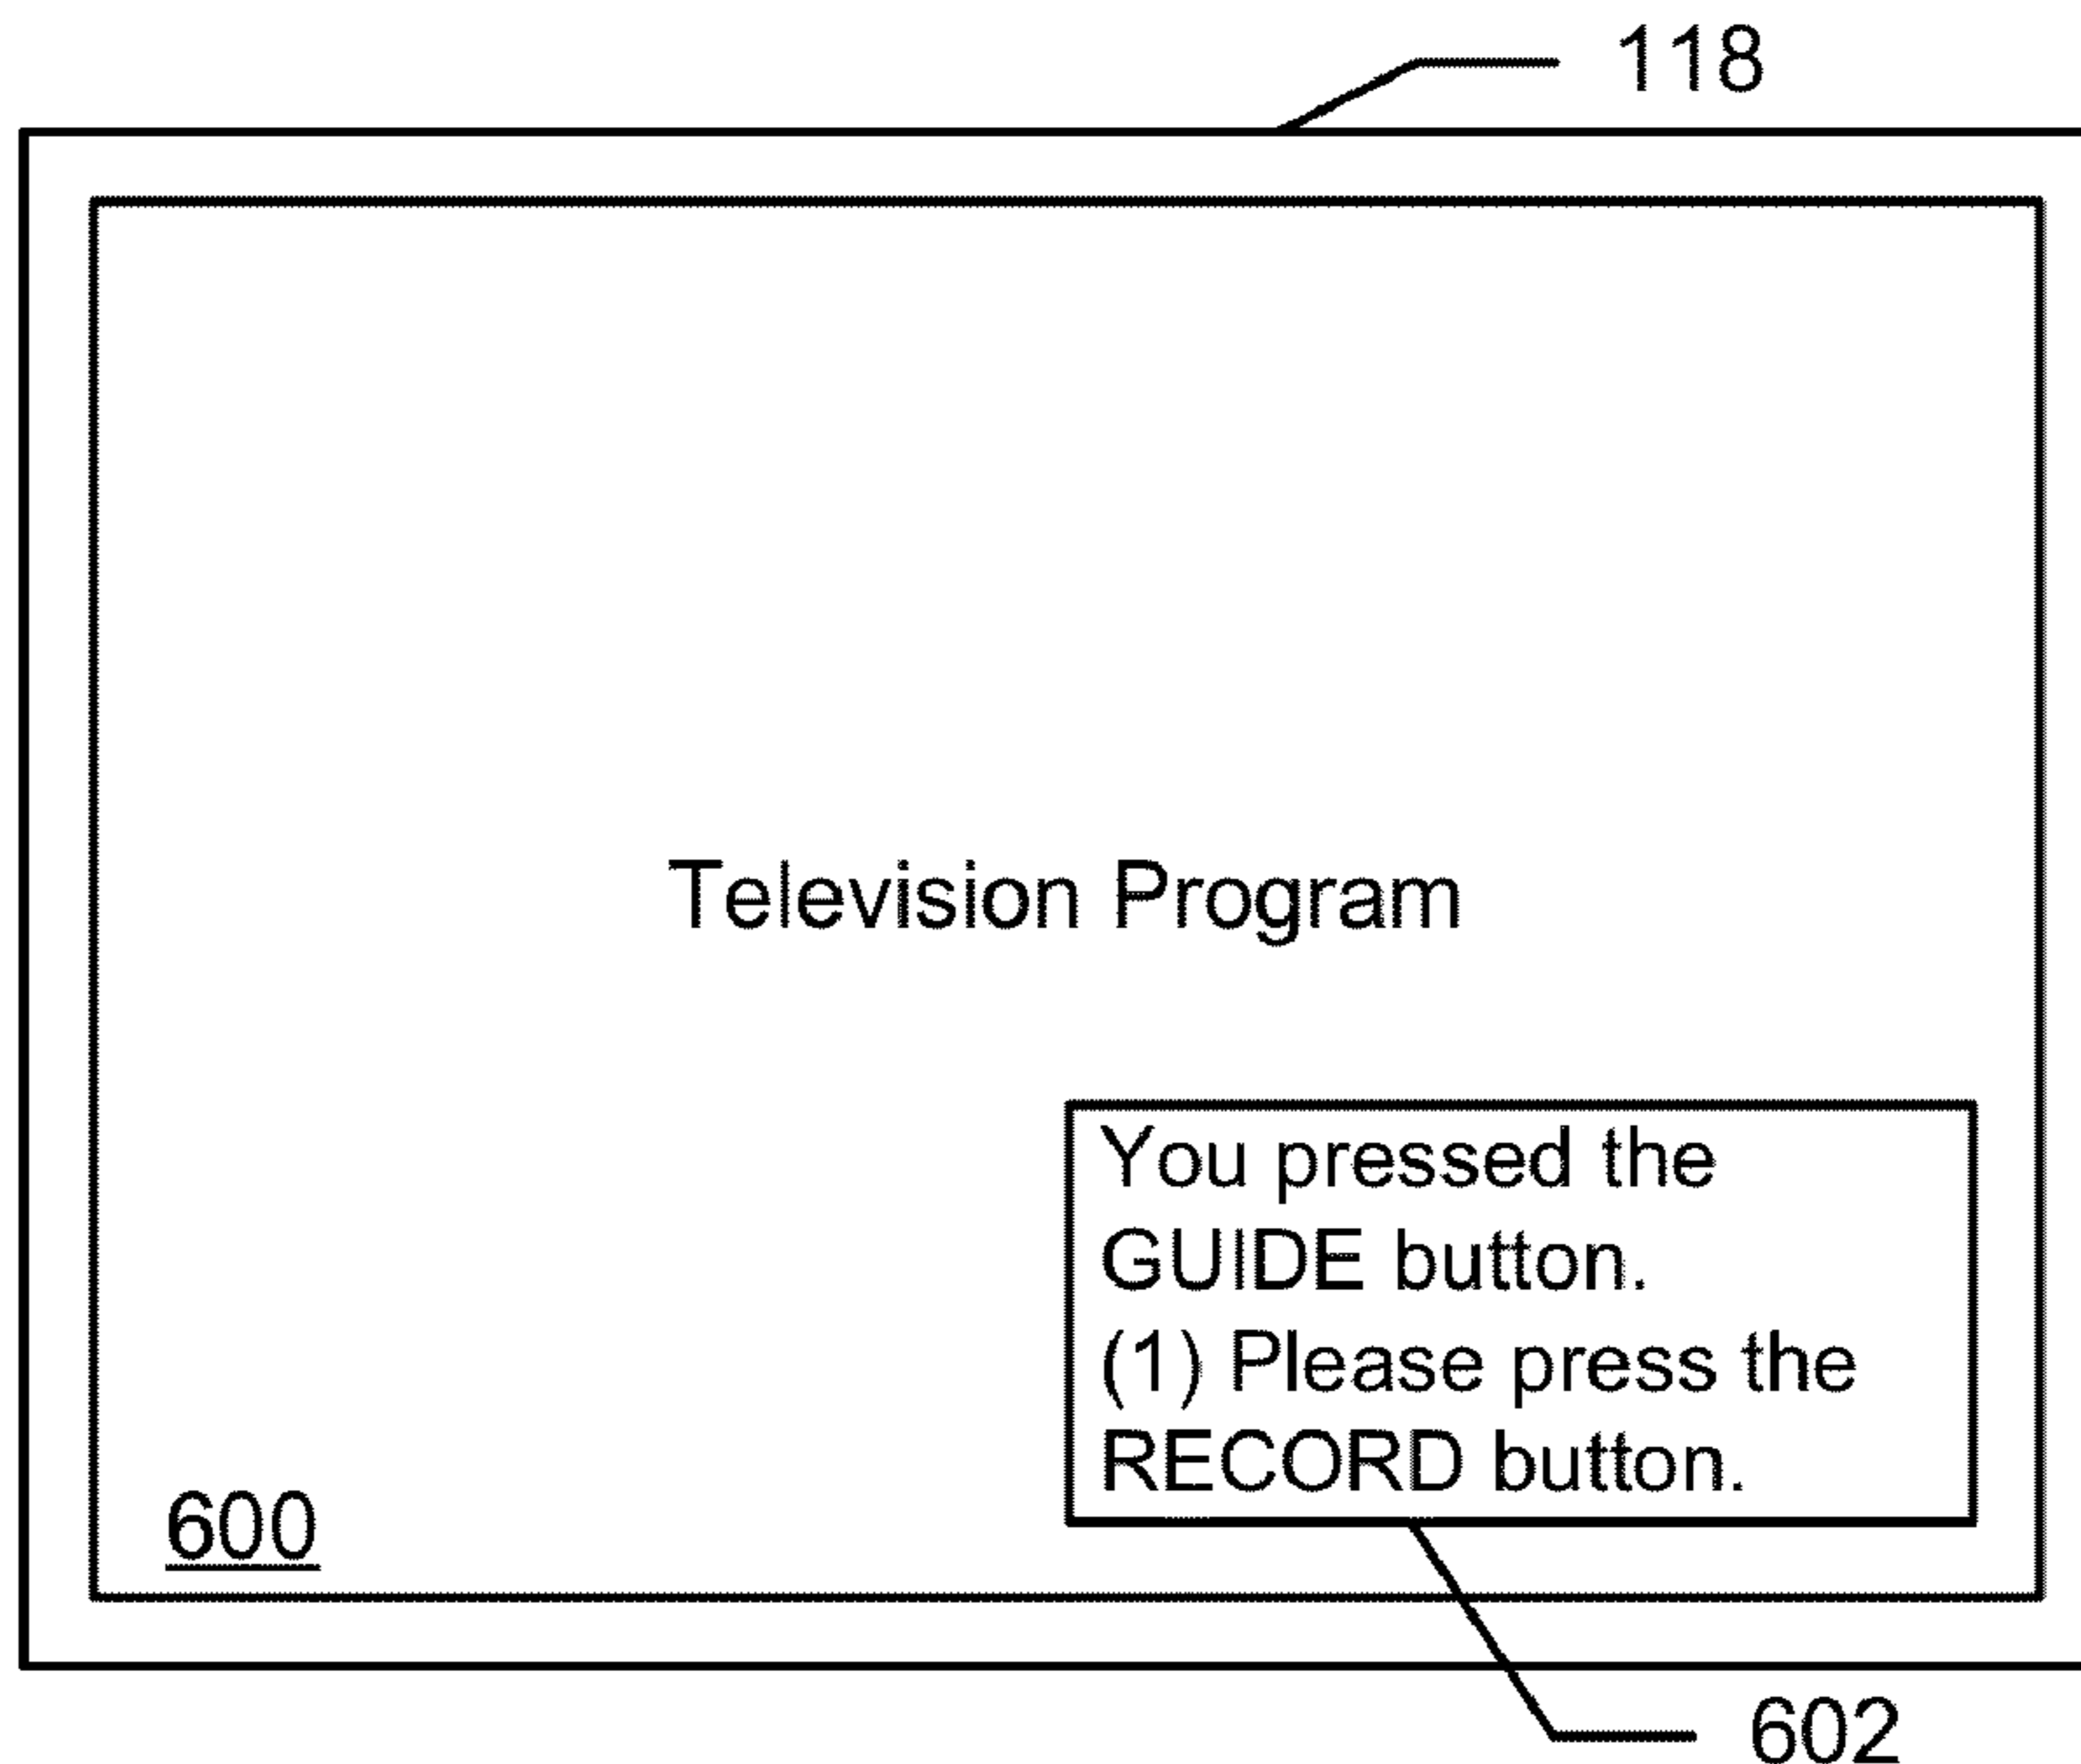 118
Television Program
You pressed the
GUIDE button.
(1) Please press the
RECORD button.
600
602